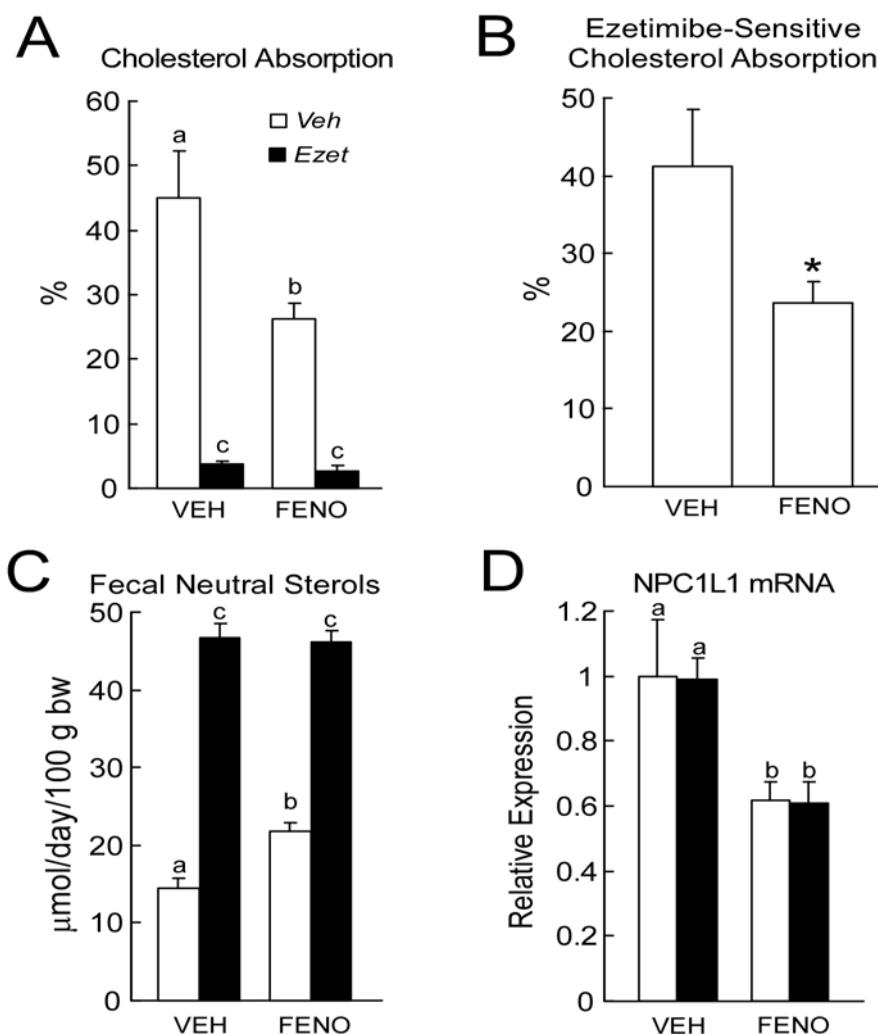 A
Cholesterol Absorption
60
50
40
30
20
10
0
%
a
c
b
c
Veh
Ezet
VEH
FENO
B
Ezetimibe-Sensitive
Cholesterol Absorption
50
40
30
20
10
0
%
*
VEH
FENO
C
Fecal Neutral Sterols
50
40
30
20
10
0
µmol/day/100 g bw
a
c
b
c
VEH
FENO
D
NPC1L1 mRNA
1.2
1
0.8
0.6
0.4
0.2
0
Relative Expression
a
a
b
b
VEH
FENO